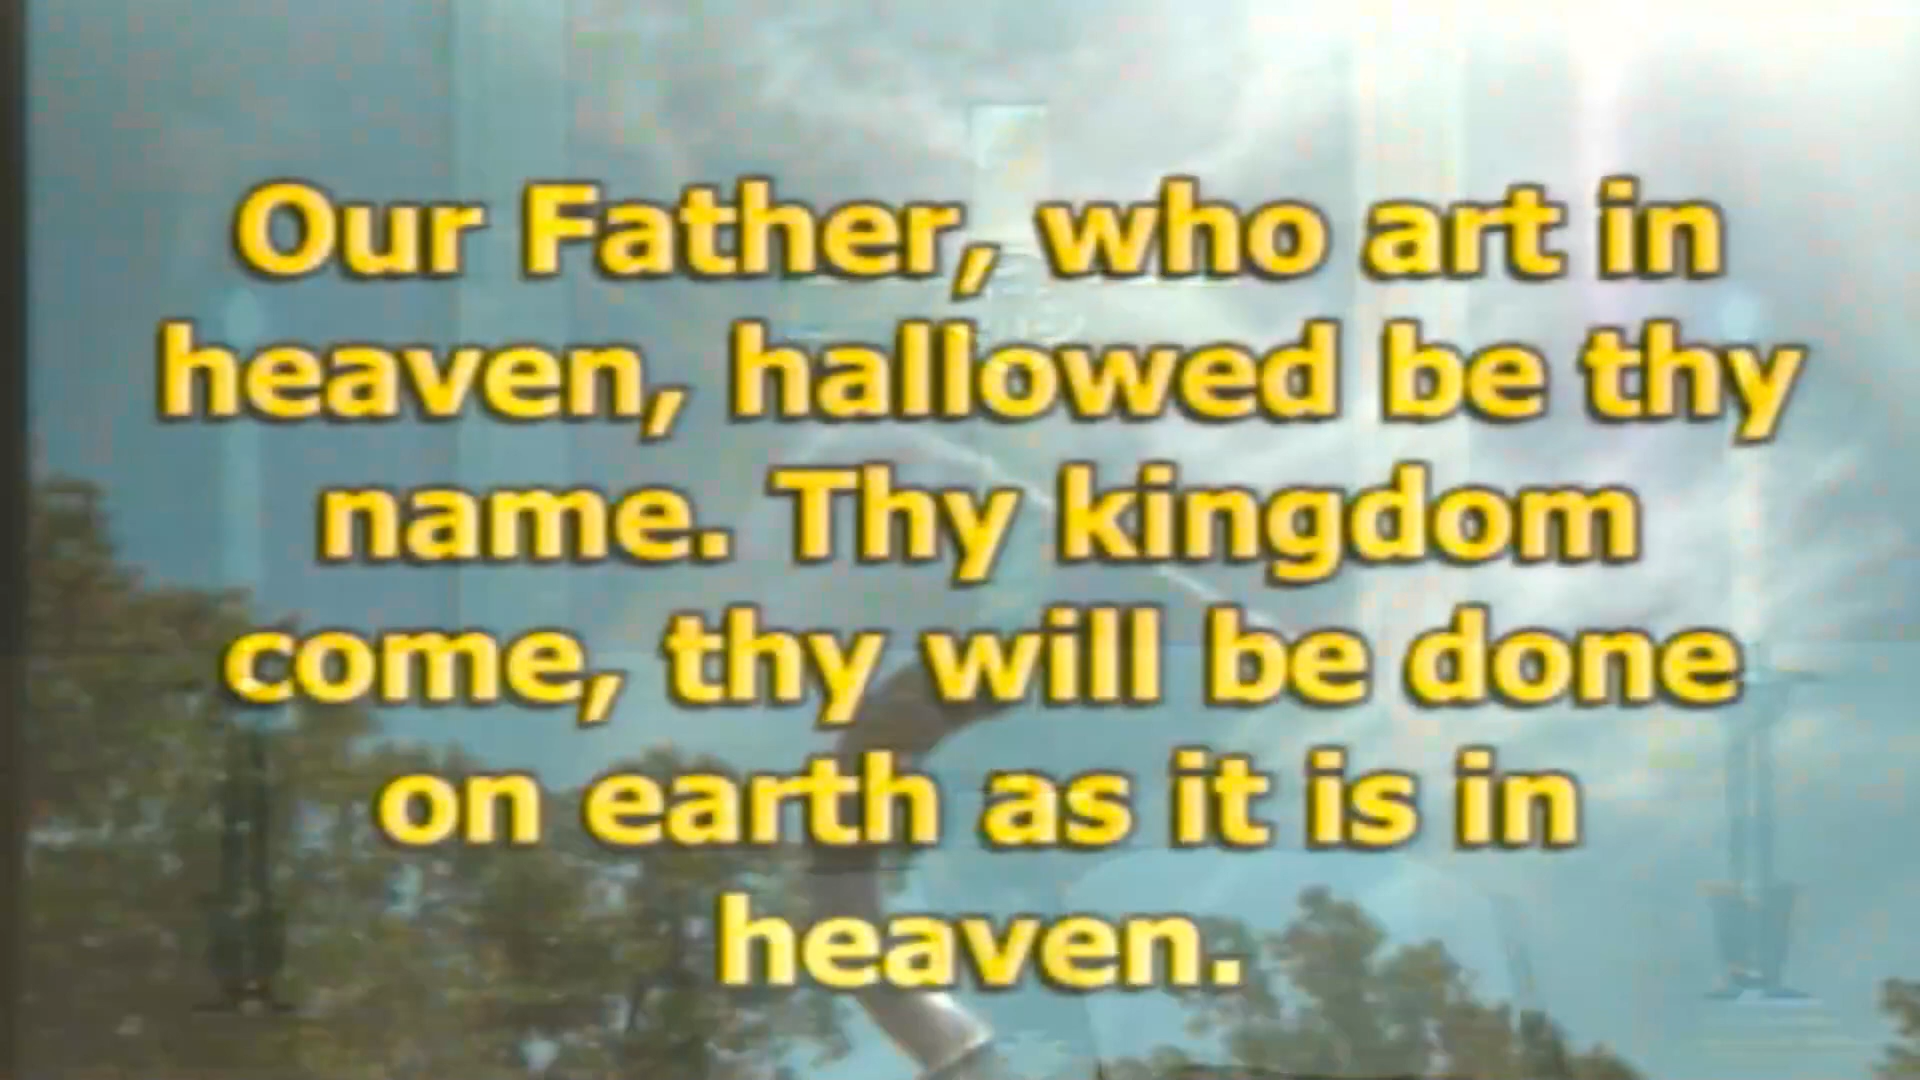 Our Father, who art in
heaven, hallowed be thy
name. Thy kingdom
come, thy will be done
on earth as it is in
heaven.